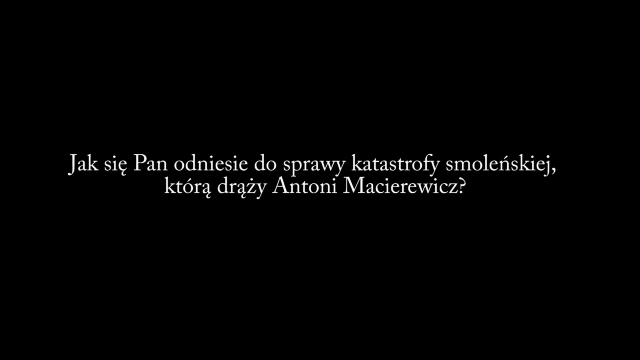 Jak się Pan odniesie do sprawy katastrofy smoleńskiej,
którą drąży Antoni Macierewicz?